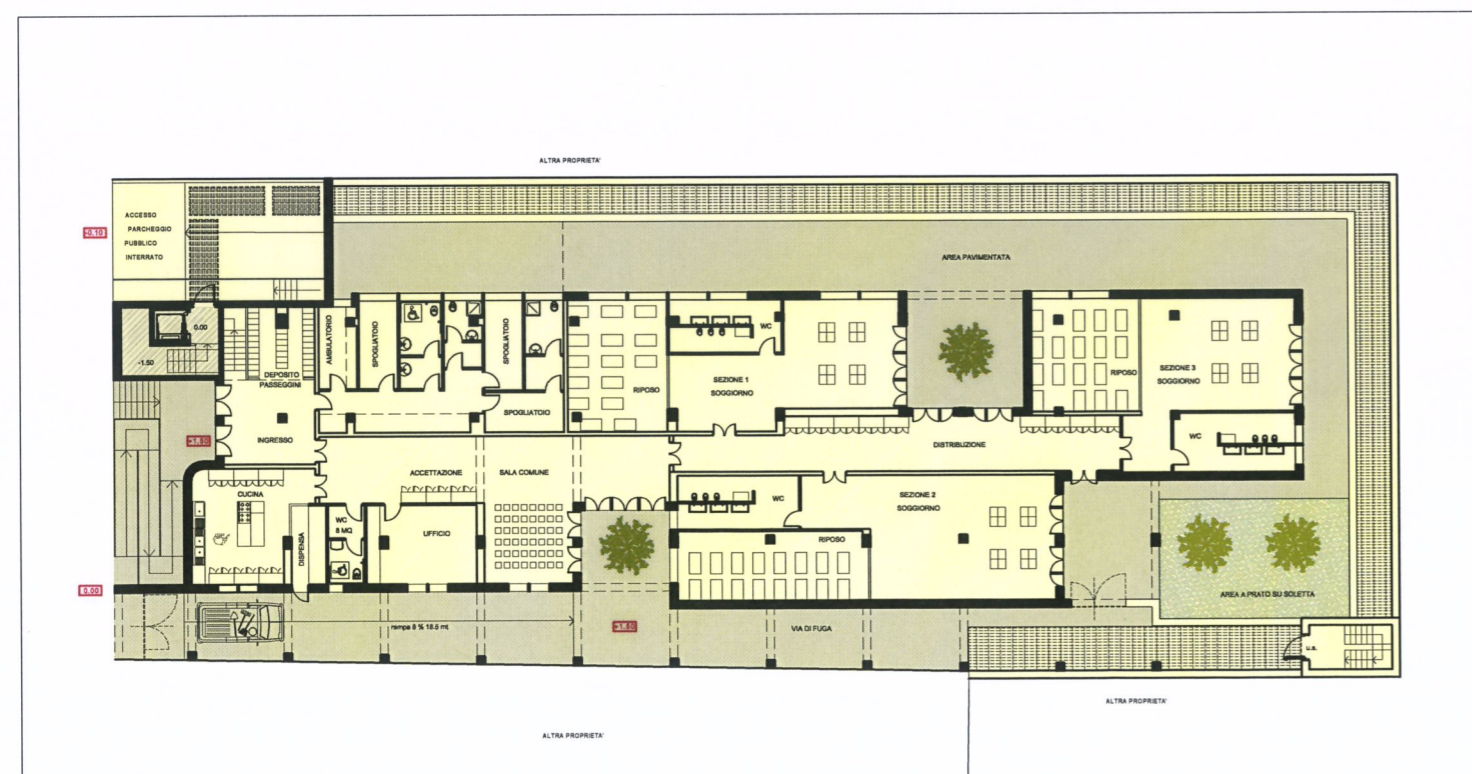 ALTRA PROPRIETA'
ACCESSO
PARCHEGGIO
PUBBLICO
INTERRATO
-0.10
AREA PAVIMENTATA
0.00
-1.50
AMBULATORIO
SPOGLIATOIO
SPOGLIATOIO
DEPOSITO
PASSEGGINI
SPOGLIATOIO
RIPOSO
WC
SEZIONE 1
SOGGIORNO
RIPOSO
SEZIONE 3
SOGGIORNO
WC
INGRESSO
DISTRIBUZIONE
ACCETTAZIONE
SALA COMUNE
CUCINA
DISPENSA
WC
8 MQ
UFFICIO
WC
SEZIONE 2
SOGGIORNO
RIPOSO
0.00
rampa 8 % 18.6 mt.
VIA DI FUGA
AREA A PRATO SU SOLETTA
u.s.
ALTRA PROPRIETA'
ALTRA PROPRIETA'